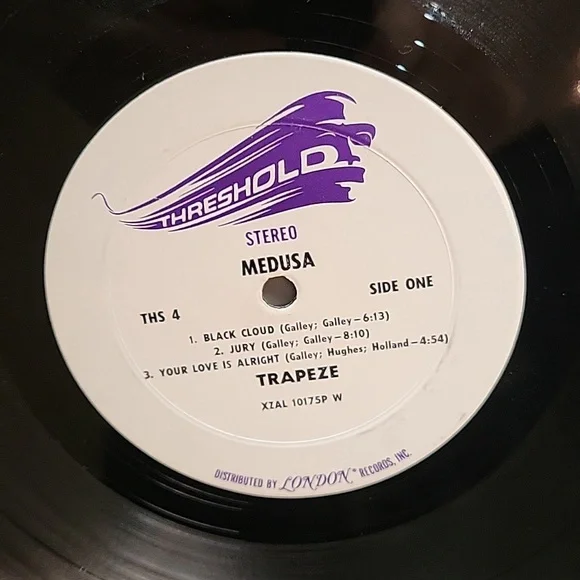 THRESHOLD
STEREO
MEDUSA
THS 4
SIDE ONE
1. BLACK CLOUD (Galley; Galley—6:13)
2. JURY (Galley; Galley—8:10)
3. YOUR LOVE IS ALRIGHT (Galley; Hughes; Holland—4:54)
TRAPEZE
XZAL 10175P W
DISTRIBUTED BY LONDON® RECORDS, INC.